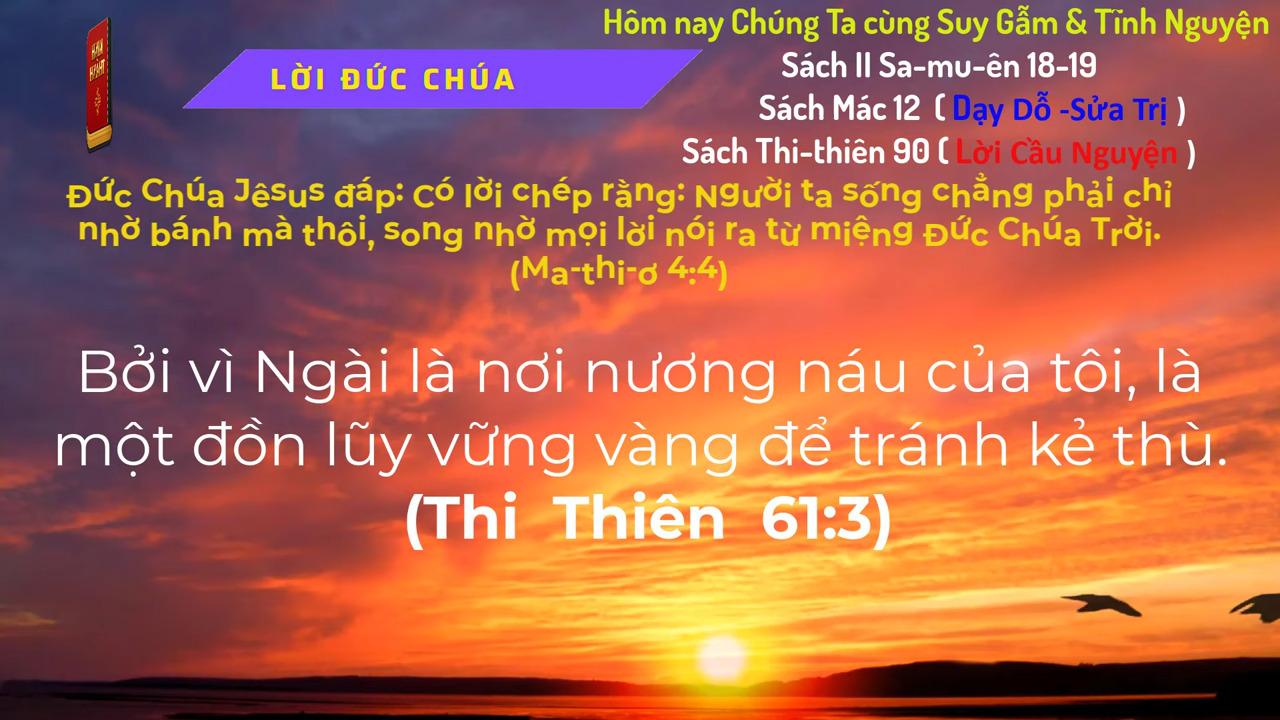 Hôm nay Chúng Ta cùng Suy Gẫm & Tĩnh Nguyện
LỜI ĐỨC CHÚA
Sách II Sa-mu-ên 18-19
Sách Mác 12 ( Dạy Dỗ -Sửa Trị )
Sách Thi-thiên 90 ( Lời Cầu Nguyện )
Đức Chúa Jêsus đáp: Có lời chép rằng: Người ta sống chẳng phải chỉ
nhờ bánh mà thôi, song nhờ mọi lời nói ra từ miệng Đức Chúa Trời.
(Ma-thi-ơ 4:4)
Bởi vì Ngài là nơi nương náu của tôi, là
một đồn lũy vững vàng để tránh kẻ thù.
(Thi Thiên 61:3)